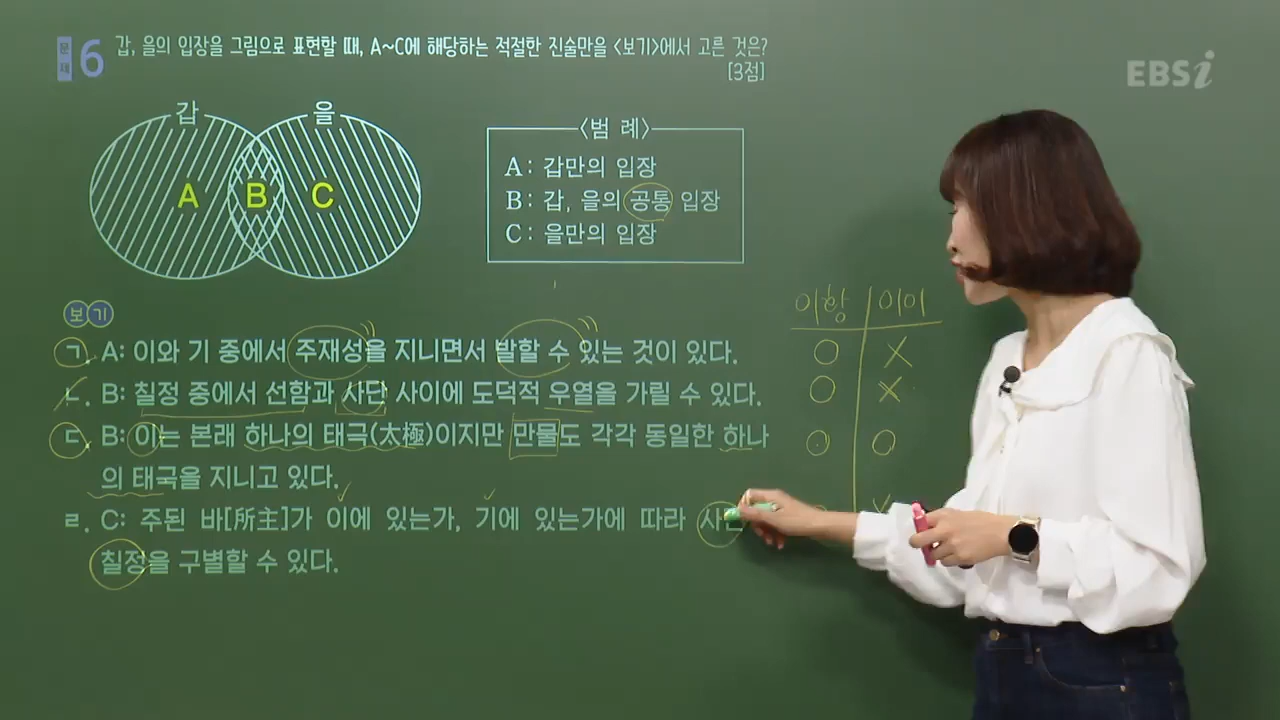 문제 6 갑, 을의 입장을 그림으로 표현할 때, A~C에 해당하는 적절한 진술만을 <보기>에서 고른 것은?
[3점]
EBSi
갑 을
A B C
<범 례>
A : 갑만의 입장
B : 갑, 을의 공통 입장
C : 을만의 입장
보기
ㄱ. A: 이와 기 중에서 주재성을 지니면서 발할 수 있는 것이 있다.
ㄴ. B: 칠정 중에서 선함과 사단 사이에 도덕적 우열을 가릴 수 있다.
ㄷ. B: 이는 본래 하나의 태극(太極)이지만 만물도 각각 동일한 하나
의 태국을 지니고 있다.
ㄹ. C: 주된 바[所主]가 이에 있는가, 기에 있는가에 따라
칠정을 구별할 수 있다.
이황 이이
○ ×
○ ×
○ ○